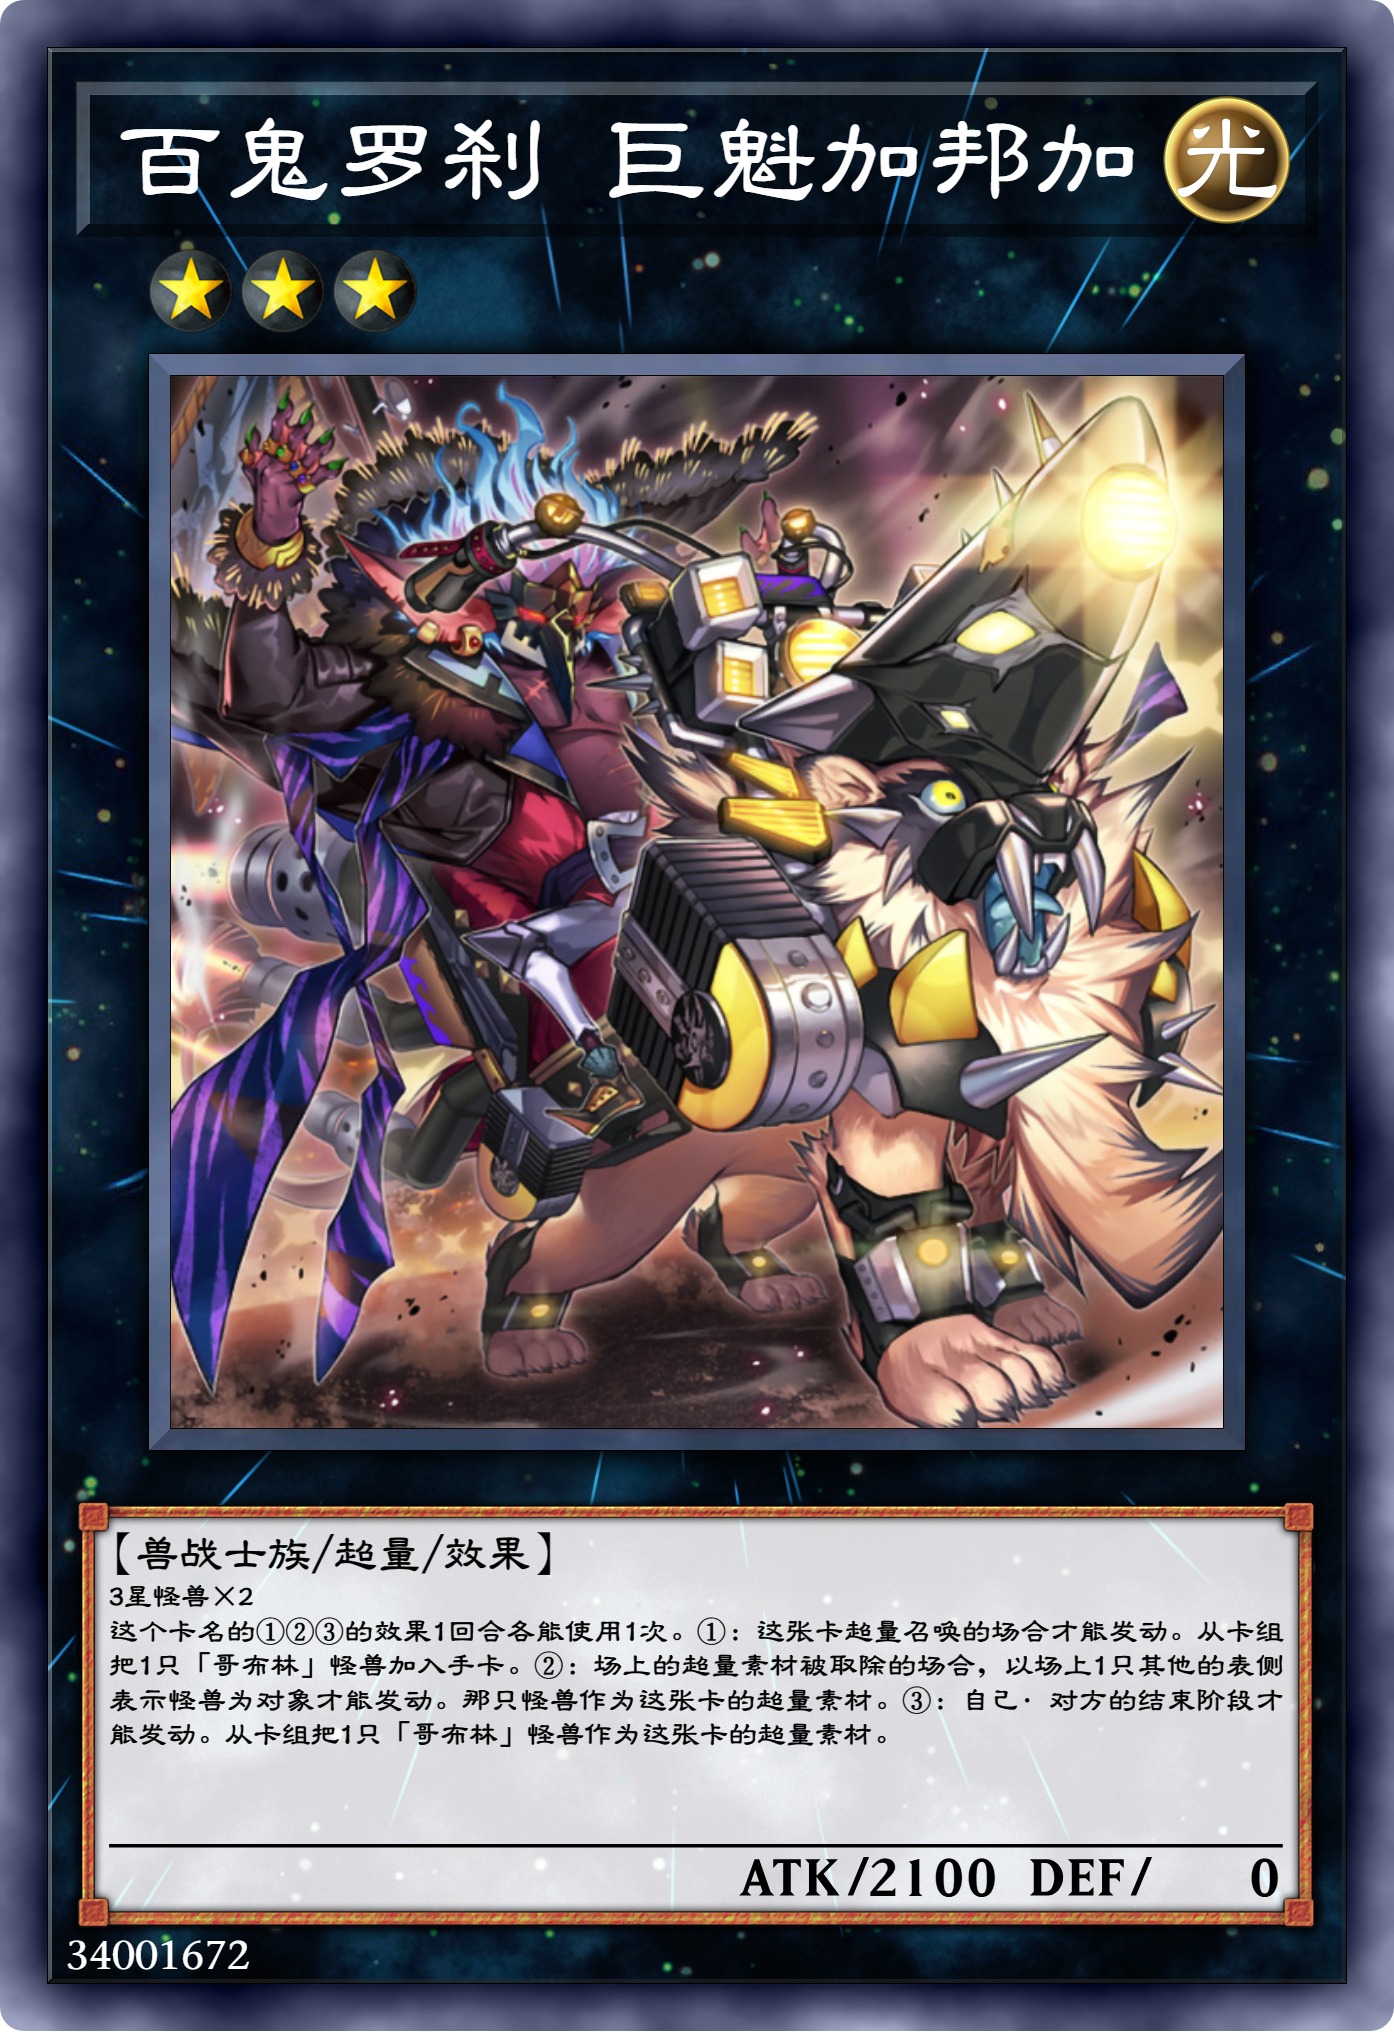 百鬼罗刹 巨魁加邦加 光
【兽战士族/超量/效果】
3星怪兽×2
这个卡名的①②③的效果1回合各能使用1次。①：这张卡超量召唤的场合才能发动。从卡组
把1只「哥布林」怪兽加入手卡。②：场上的超量素材被取除的场合，以场上1只其他的表侧
表示怪兽为对象才能发动。那只怪兽作为这张卡的超量素材。③：自己·对方的结束阶段才
能发动。从卡组把1只「哥布林」怪兽作为这张卡的超量素材。
ATK/2100 DEF/ 0
34001672